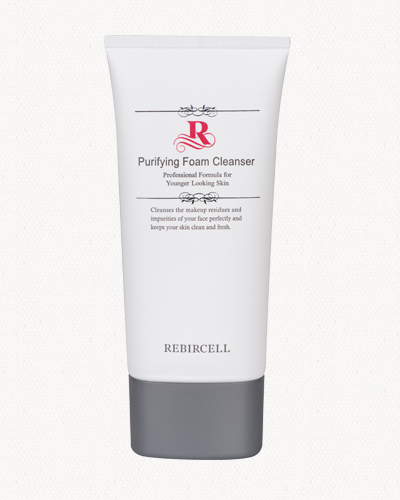 R
Purifying Foam Cleanser
Professional Formula for
Younger Looking Skin
Cleanses the makeup residues and
impurities of your face perfectly and
keeps your skin clean and fresh.
REBIRCELL